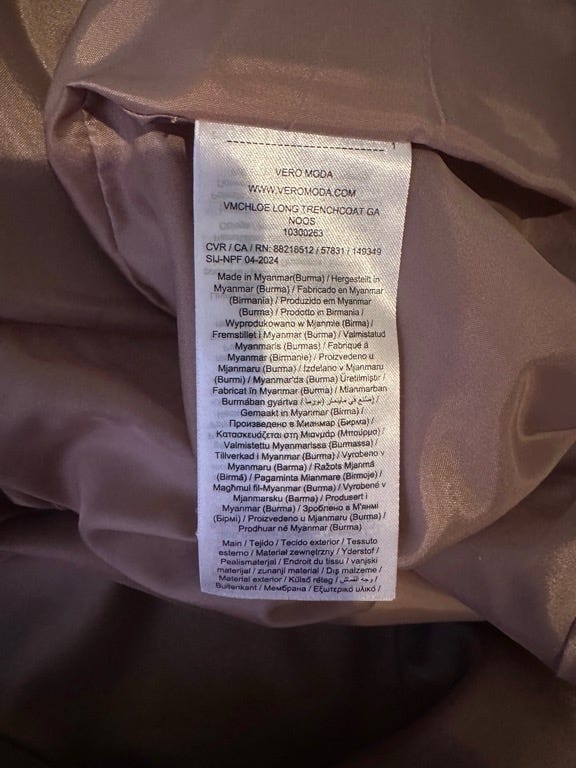 VERO MODA
WWW.VEROMODA.COM
VMCHLOE LONG TRENCHCOAT GA
NOOS
10300263
CVR / CA / RN: 88216512 / 57831 / 149349
SIJ-NPF 04-2024
Made in Myanmar(Burma) / Hergestellt in
Myanmar (Burma) / Fabricado en Myanmar
(Birmania) / Produzido em Myanmar
(Burma) / Prodotto in Birmania /
Wyprodukowano w Mjanmie (Birma) /
Fremstillet i Myanmar (Burma) / Valmistatud
Myanmaris (Burmas) / Fabriqué à
Myanmar (Birmanie) / Proizvedeno u
Mjanmaru (Burma) / Izdelano v Mjanmaru
(Burmi) / Myanmar'da (Burma) Üretilmiştir /
Fabricat în Myanmar (Burma) / Mianmarban
Burmában gyártva / صنع في ماينمار (بورما) /
Gemaakt in Myanmar (Birma) /
Произведено в Мианмар (Бирма) /
Κατασκευάζεται στη Μιανμάρ (Μπούρμα) /
Valmistettu Myanmarissa (Burmassa) /
Tillverkad i Myanmar (Burma) / Vyrobeno v
Myanmaru (Barma) / Ražots Mjanmā
(Birmā) / Pagaminta Mianmare (Birmoje) /
Magħmul fil-Myanmar (Burma) / Vyrobené v
Mjanmarsku (Barma) / Produsert i
Myanmar (Burma) / Зроблено в М'янмі
(Бірмі) / Proizvedeno u Mjanmaru (Burma) /
Prodhuar në Myanmar (Burma)
Main / Tejido / Tecido exterior / Tessuto
esterno / Materiał zewnętrzny / Yderstof /
Pealismaterjal / Endroit du tissu / vanjski
materijal / zunanji material / Dış malzeme /
Material exterior / Külső réteg / وجه القماش /
Buitenkant / Мембрана / Εξωτερικό υλικό /